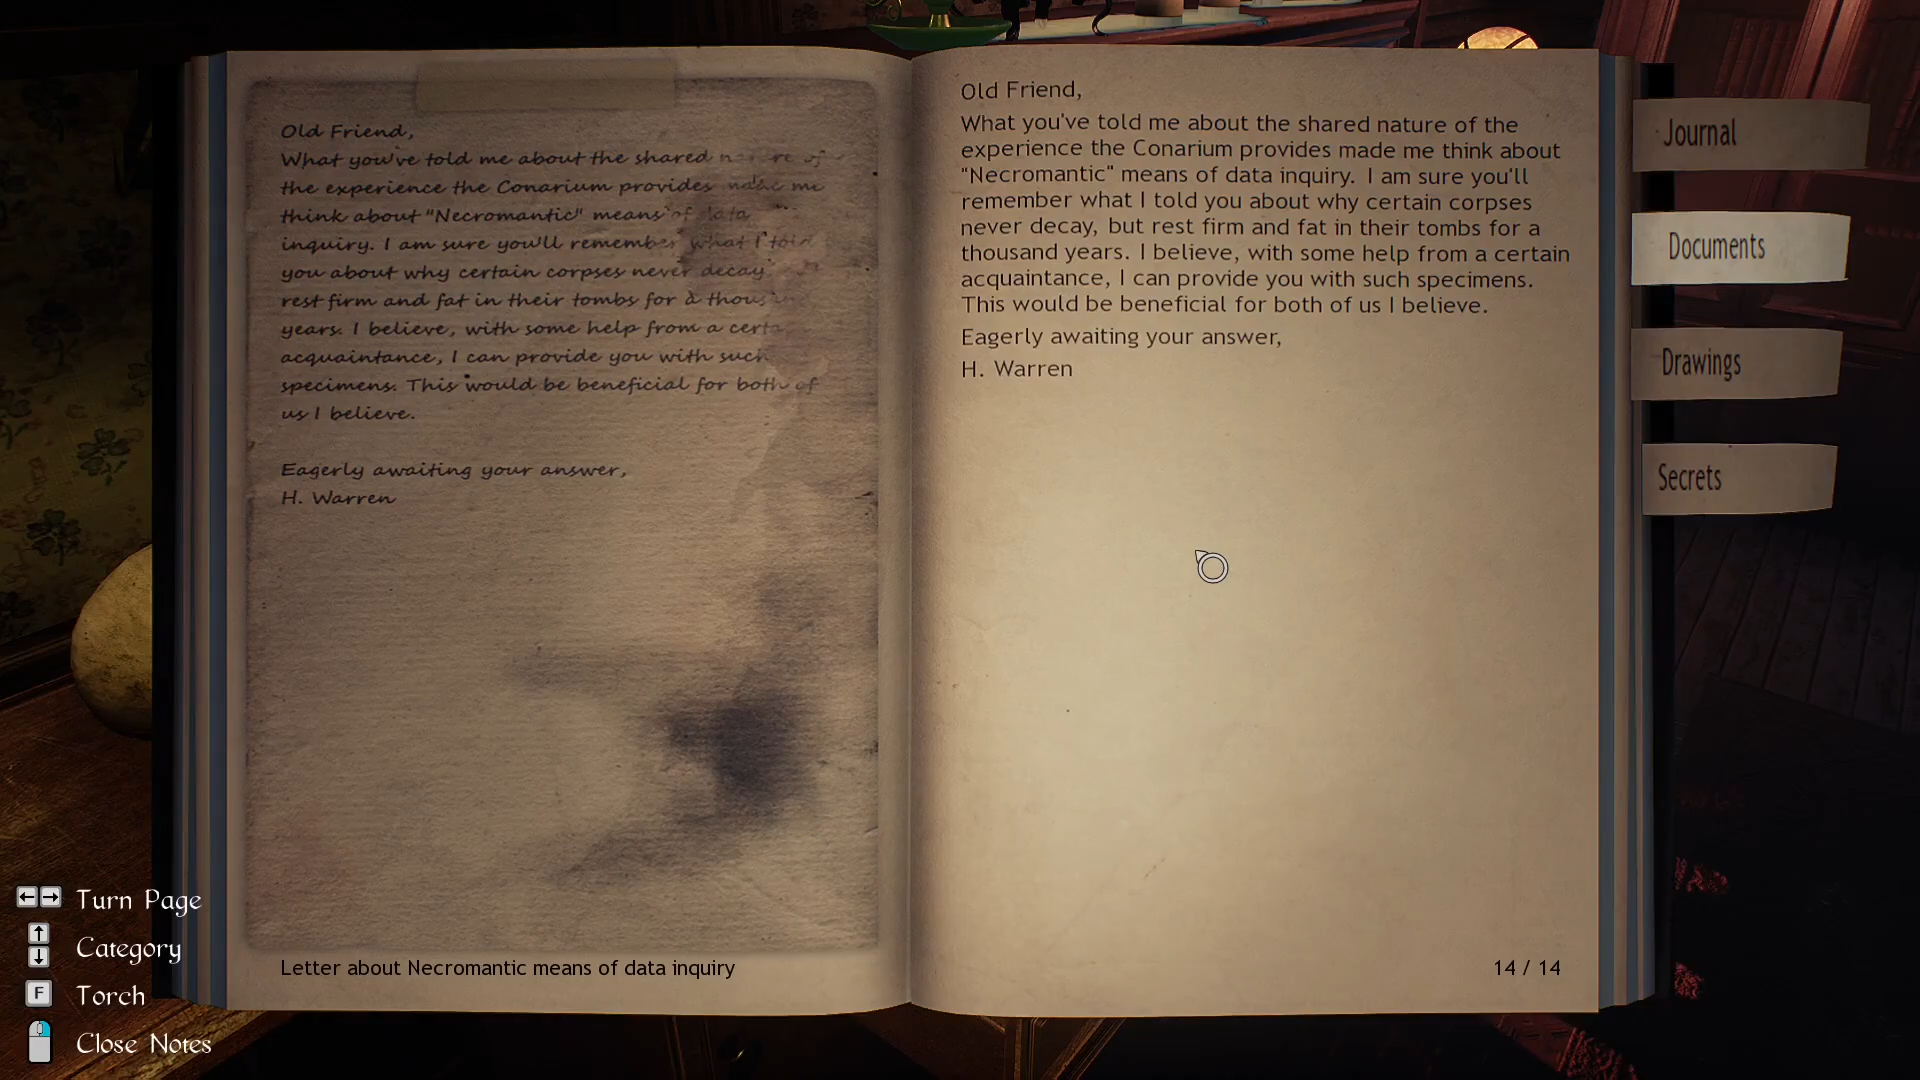 Old Friend,
What you've told me about the shared
the experience the Conarium provides made me
think about "Necromantic" means of data
inquiry. I am sure you'll remember what I told
you about why certain corpses never decay
rest firm and fat in their tombs for a
years. I believe, with some help from a
acquaintance, I can provide you with such
specimens. This would be beneficial for both of
us I believe.
Eagerly awaiting your answer,
H. Warren
Letter about Necromantic means of data inquiry
Old Friend,
What you've told me about the shared nature of the
experience the Conarium provides made me think about
"Necromantic" means of data inquiry. I am sure you'll
remember what I told you about why certain corpses
never decay, but rest firm and fat in their tombs for a
thousand years. I believe, with some help from a certain
acquaintance, I can provide you with such specimens.
This would be beneficial for both of us I believe.
Eagerly awaiting your answer,
H. Warren
14 / 14
Journal
Documents
Drawings
Secrets
Turn Page
Category
F Torch
Close Notes